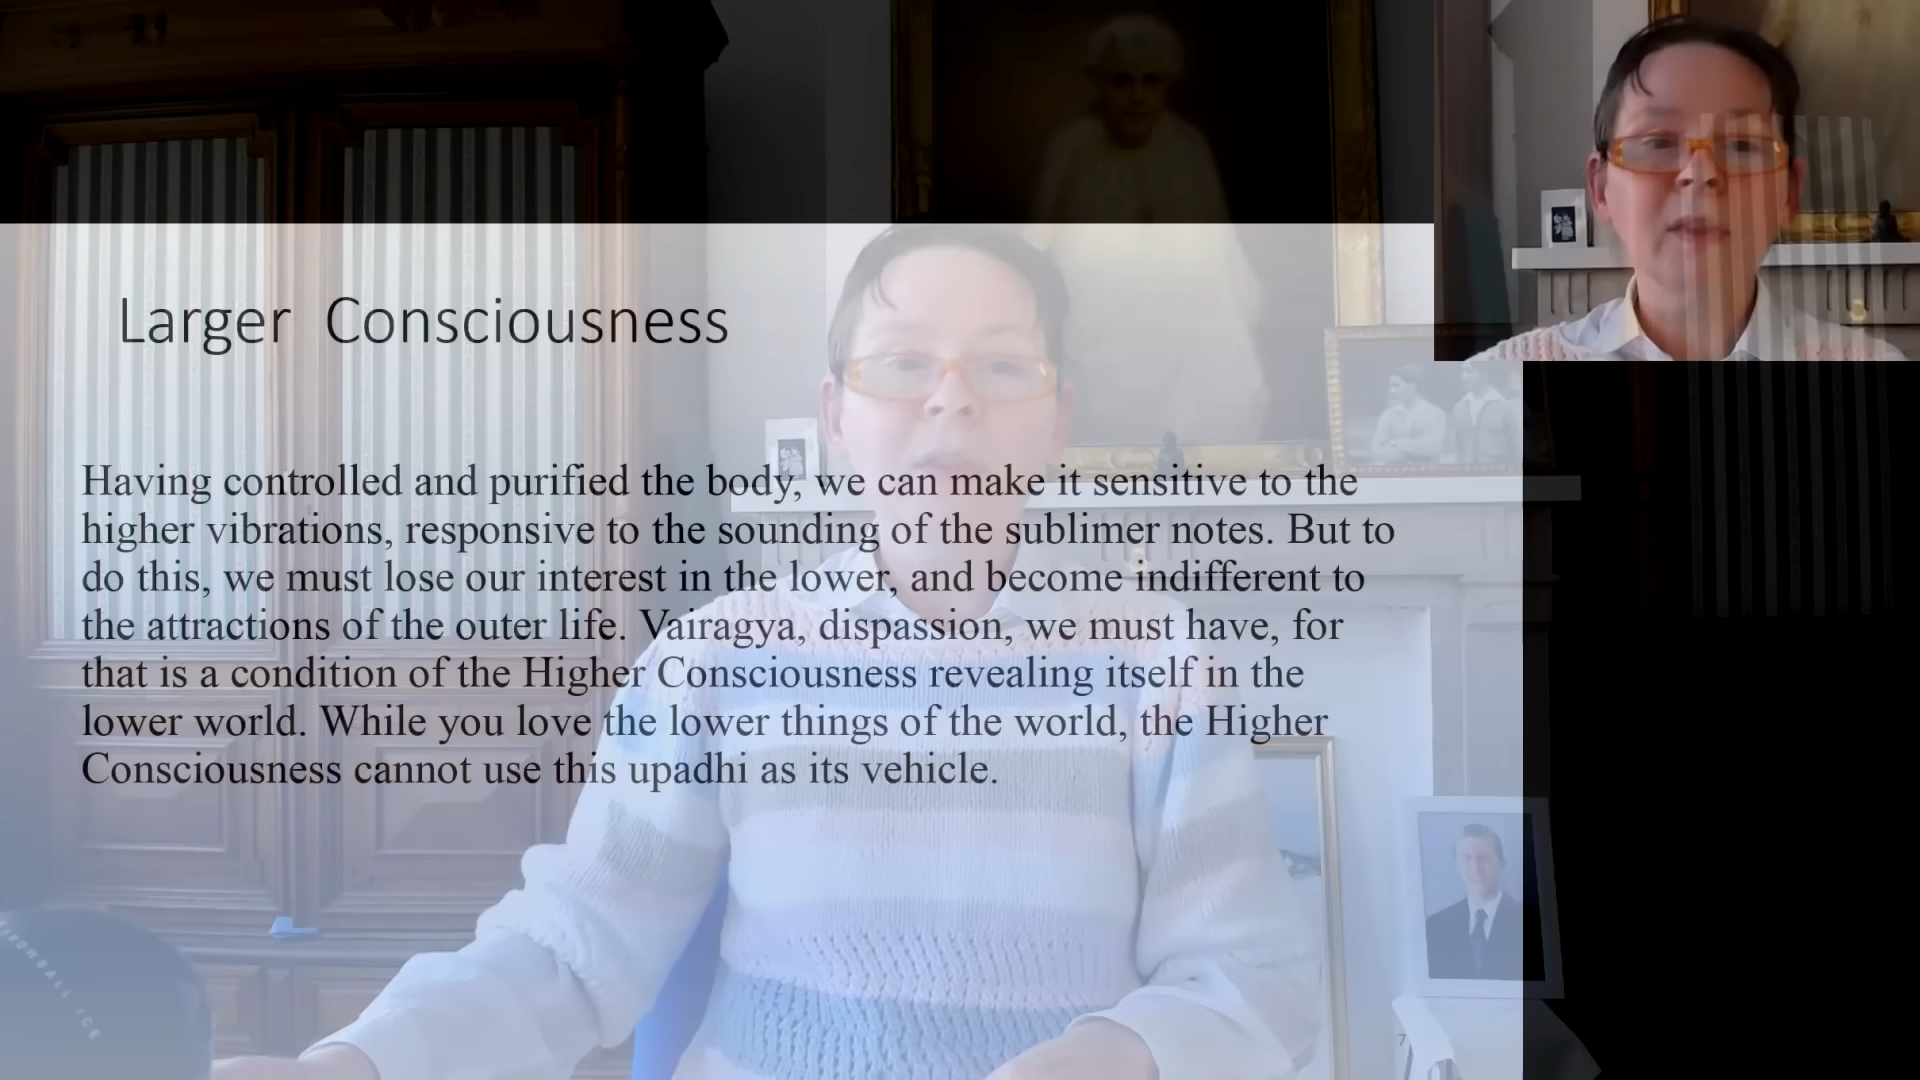 Larger Consciousness
Having controlled and purified the body, we can make it sensitive to the
higher vibrations, responsive to the sounding of the sublimer notes. But to
do this, we must lose our interest in the lower, and become indifferent to
the attractions of the outer life. Vairagya, dispassion, we must have, for
that is a condition of the Higher Consciousness revealing itself in the
lower world. While you love the lower things of the world, the Higher
Consciousness cannot use this upadhi as its vehicle.
SNOWBALL ICE